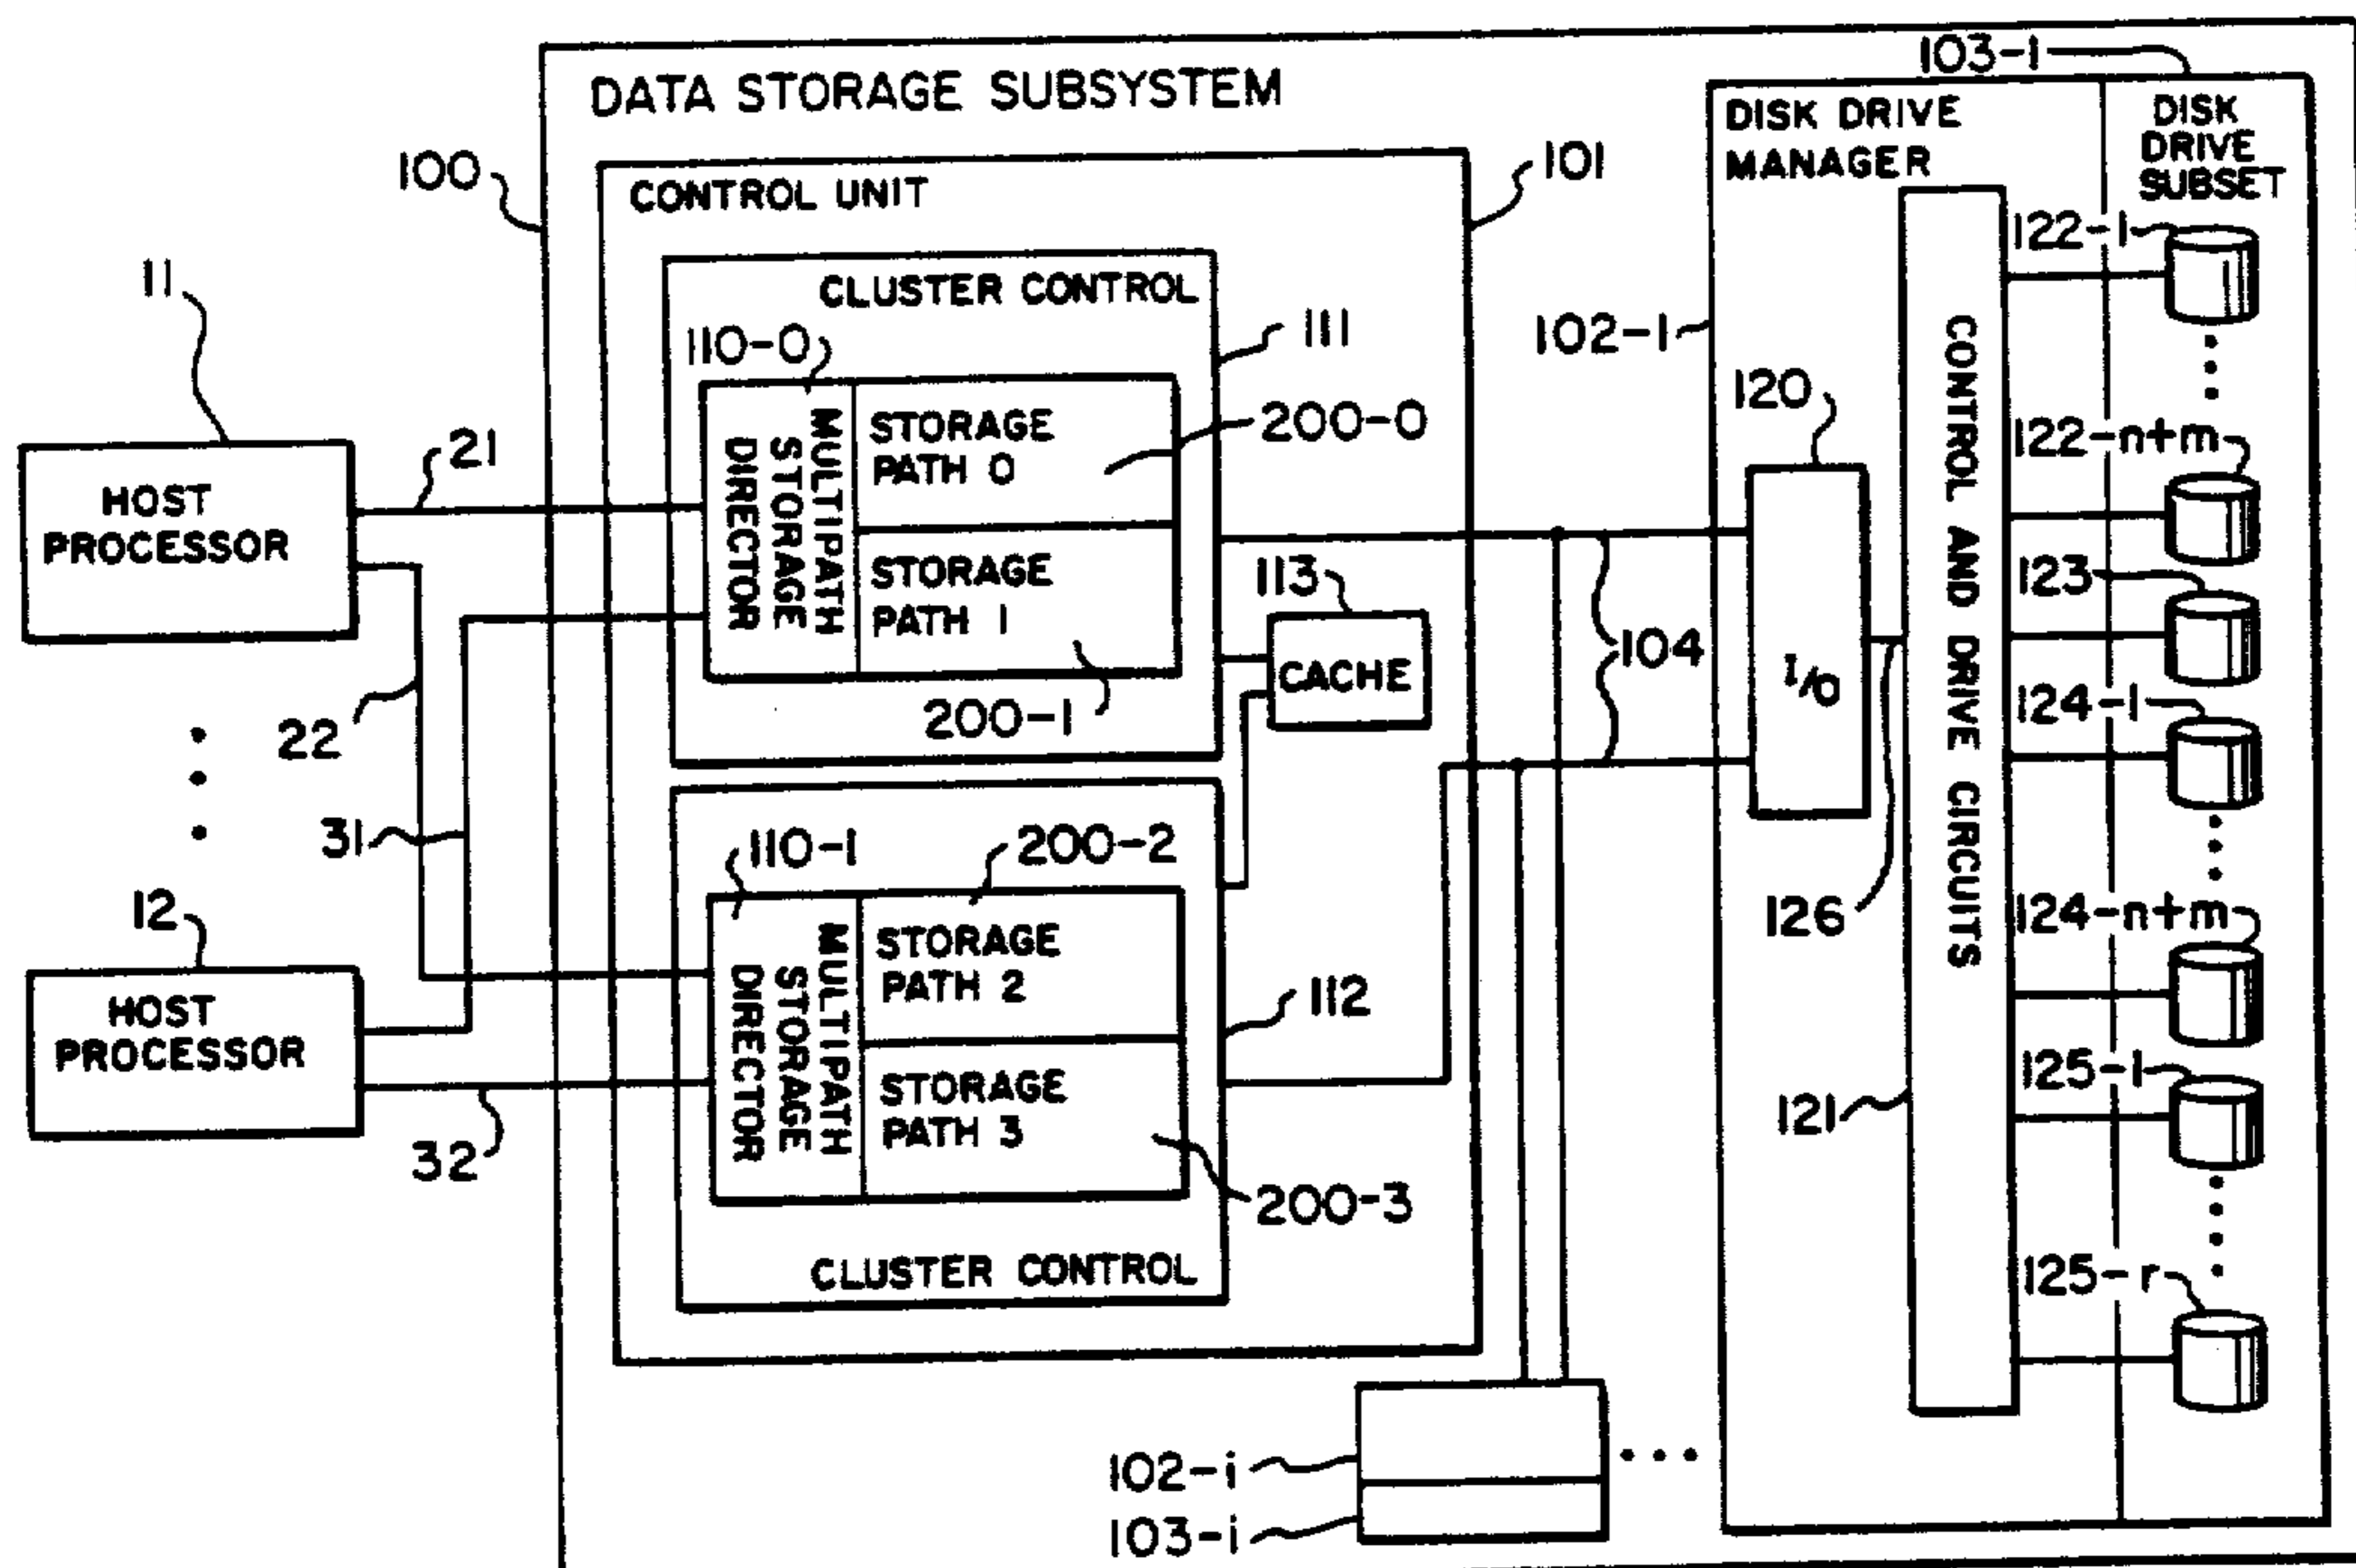 DATA STORAGE SUBSYSTEM
100
CONTROL UNIT
101
CLUSTER CONTROL
111
110-0
MULTIPATH
STORAGE
DIRECTOR
STORAGE
PATH 0
200-0
STORAGE
PATH 1
200-1
113
CACHE
11
HOST
PROCESSOR
21
22
31
12
HOST
PROCESSOR
32
110-1
MULTIPATH
STORAGE
DIRECTOR
200-2
STORAGE
PATH 2
STORAGE
PATH 3
200-3
112
CLUSTER CONTROL
104
102-i
103-i
103-1
DISK DRIVE
MANAGER
DISK
DRIVE
SUBSET
102-1
120
I/O
126
121
CONTROL AND DRIVE CIRCUITS
122-1
122-n+m
123
124-1
124-n+m
125-1
125-r